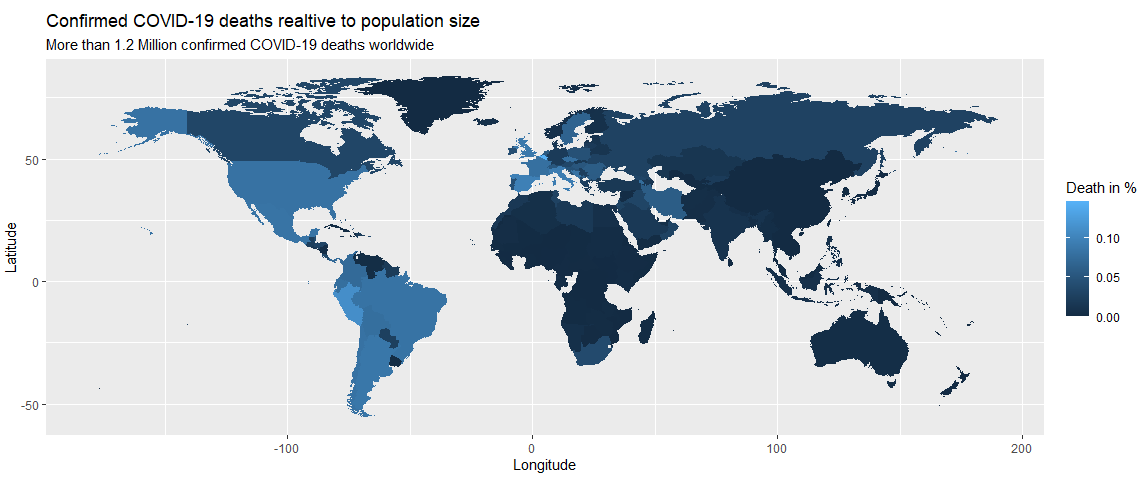 Confirmed COVID-19 deaths realtive to population size
More than 1.2 Million confirmed COVID-19 deaths worldwide
Latitude
50
0
-50
-100
0
100
200
Longitude
Death in %
0.10
0.05
0.00